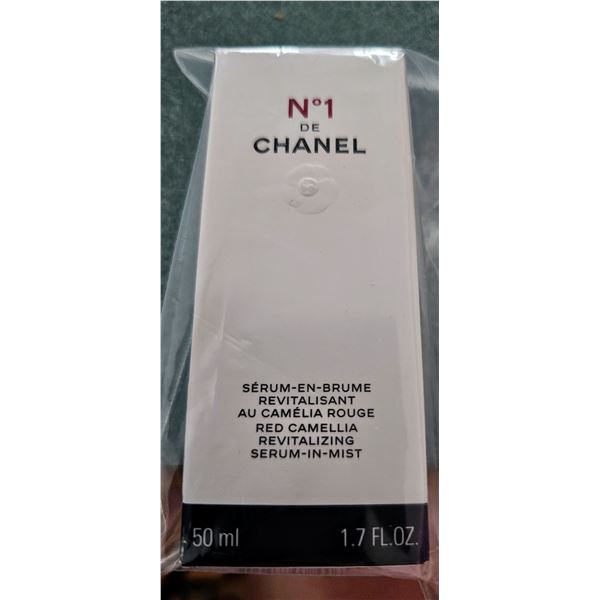 N°1
DE
CHANEL
SÉRUM-EN-BRUME
REVITALISANT
AU CAMÉLIA ROUGE
RED CAMELLIA
REVITALIZING
SERUM-IN-MIST
50 ml 1.7 FL.OZ.